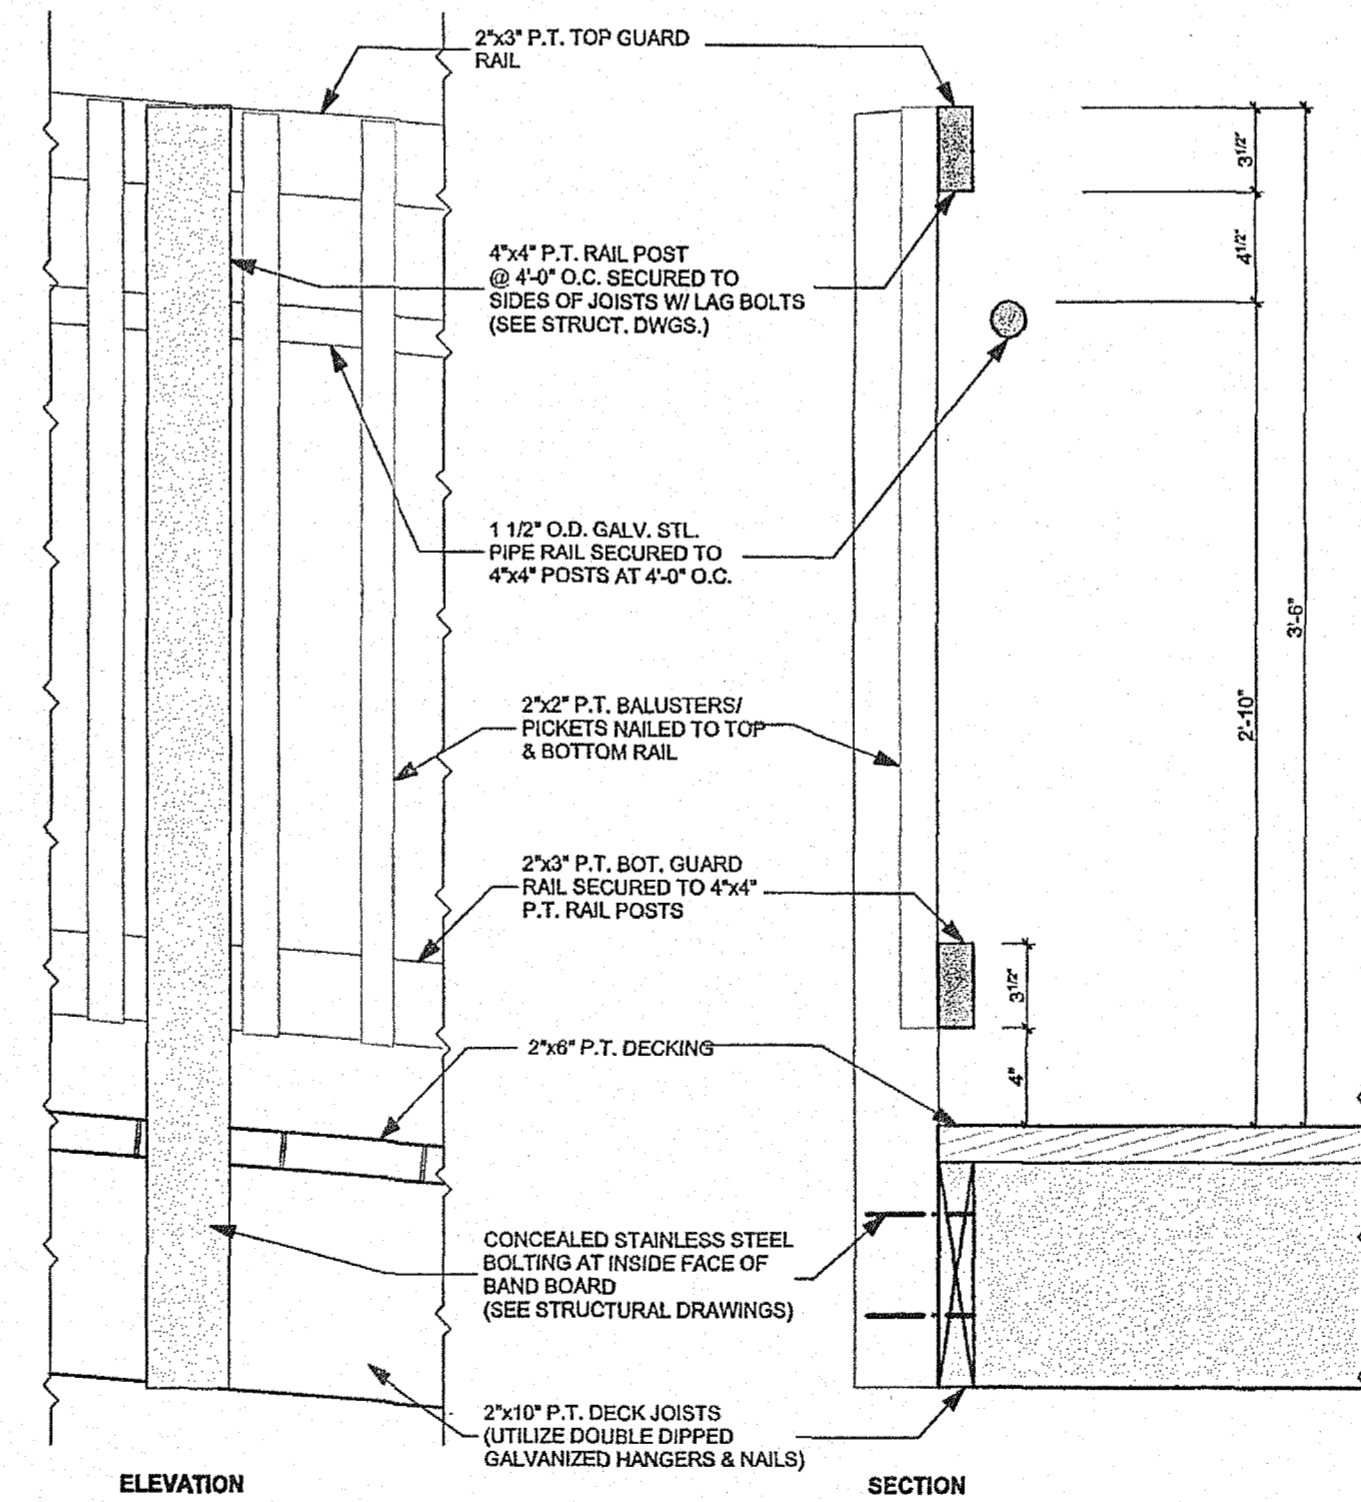 2"x3" P.T. TOP GUARD
RAIL
4"x4" P.T. RAIL POST
@ 4'-0" O.C. SECURED TO
SIDES OF JOISTS W/ LAG BOLTS
(SEE STRUCT. DWGS.)
1 1/2" O.D. GALV. STL.
PIPE RAIL SECURED TO
4"x4" POSTS AT 4'-0" O.C.
2"x2" P.T. BALUSTERS/
PICKETS NAILED TO TOP
& BOTTOM RAIL
2"x3" P.T. BOT. GUARD
RAIL SECURED TO 4"x4"
P.T. RAIL POSTS
2"x6" P.T. DECKING
CONCEALED STAINLESS STEEL
BOLTING AT INSIDE FACE OF
BAND BOARD
(SEE STRUCTURAL DRAWINGS)
2"x10" P.T. DECK JOISTS
(UTILIZE DOUBLE DIPPED
GALVANIZED HANGERS & NAILS)
3 1/2"
4 1/2"
2'-10"
3'-6"
3 1/2"
4"
ELEVATION
SECTION